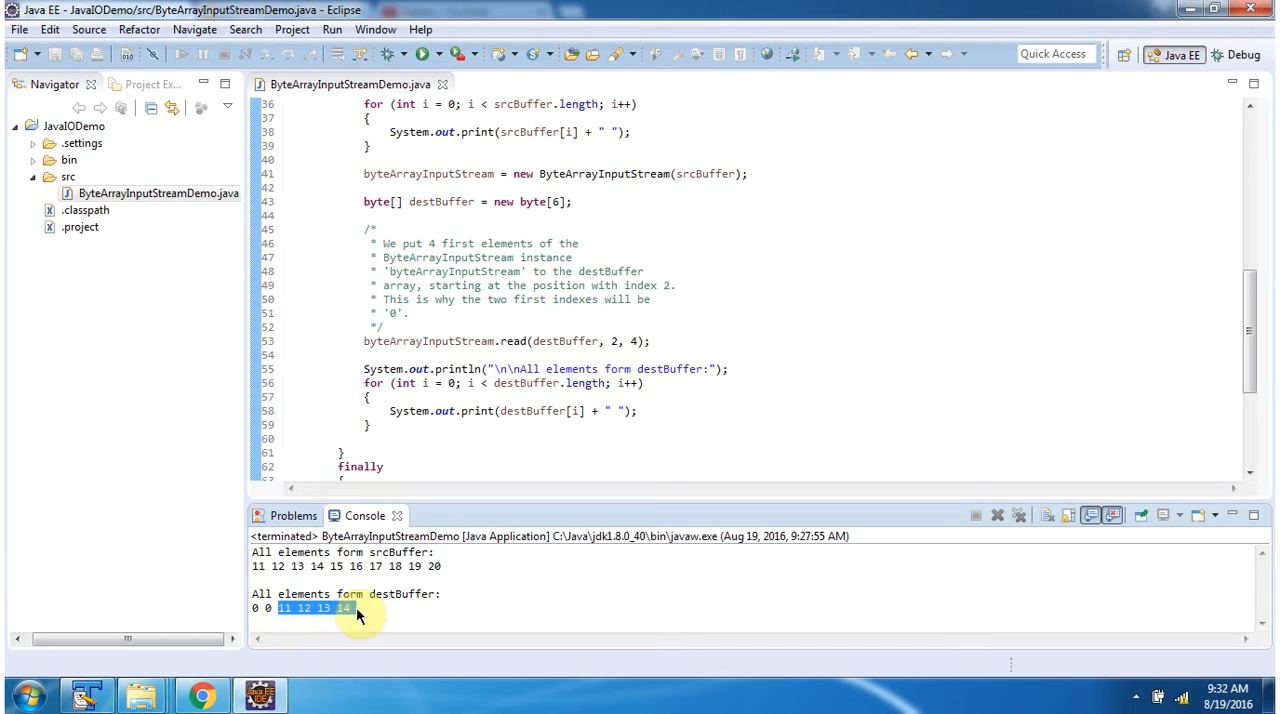 Java EE - JavaIODemo/src/ByteArrayInputStreamDemo.java - Eclipse
File Edit Source Refactor Navigate Search Project Run Window Help
Quick Access Java EE Debug
Navigator Project Ex... ByteArrayInputStreamDemo.java
JavaIODemo
.settings
bin
src
ByteArrayInputStreamDemo.java
.classpath
.project
36 for (int i = 0; i < srcBuffer.length; i++)
37 {
38 System.out.print(srcBuffer[i] + " ");
39 }
40
41 byteArrayInputStream = new ByteArrayInputStream(srcBuffer);
42
43 byte[] destBuffer = new byte[6];
44
45 /*
46 * We put 4 first elements of the
47 * ByteArrayInputStream instance
48 * 'byteArrayInputStream' to the destBuffer
49 * array, starting at the position with index 2.
50 * This is why the two first indexes will be
51 * '0'.
52 */
53 byteArrayInputStream.read(destBuffer, 2, 4);
54
55 System.out.println("\n\nAll elements form destBuffer:");
56 for (int i = 0; i < destBuffer.length; i++)
57 {
58 System.out.print(destBuffer[i] + " ");
59 }
60
61 }
62 finally
63 {
Problems Console
<terminated> ByteArrayInputStreamDemo [Java Application] C:\Java\jdk1.8.0_40\bin\javaw.exe (Aug 19, 2016, 9:27:55 AM)
All elements form srcBuffer:
11 12 13 14 15 16 17 18 19 20
All elements form destBuffer:
0 0 11 12 13 14
Java EE IDE
9:32 AM
8/19/2016